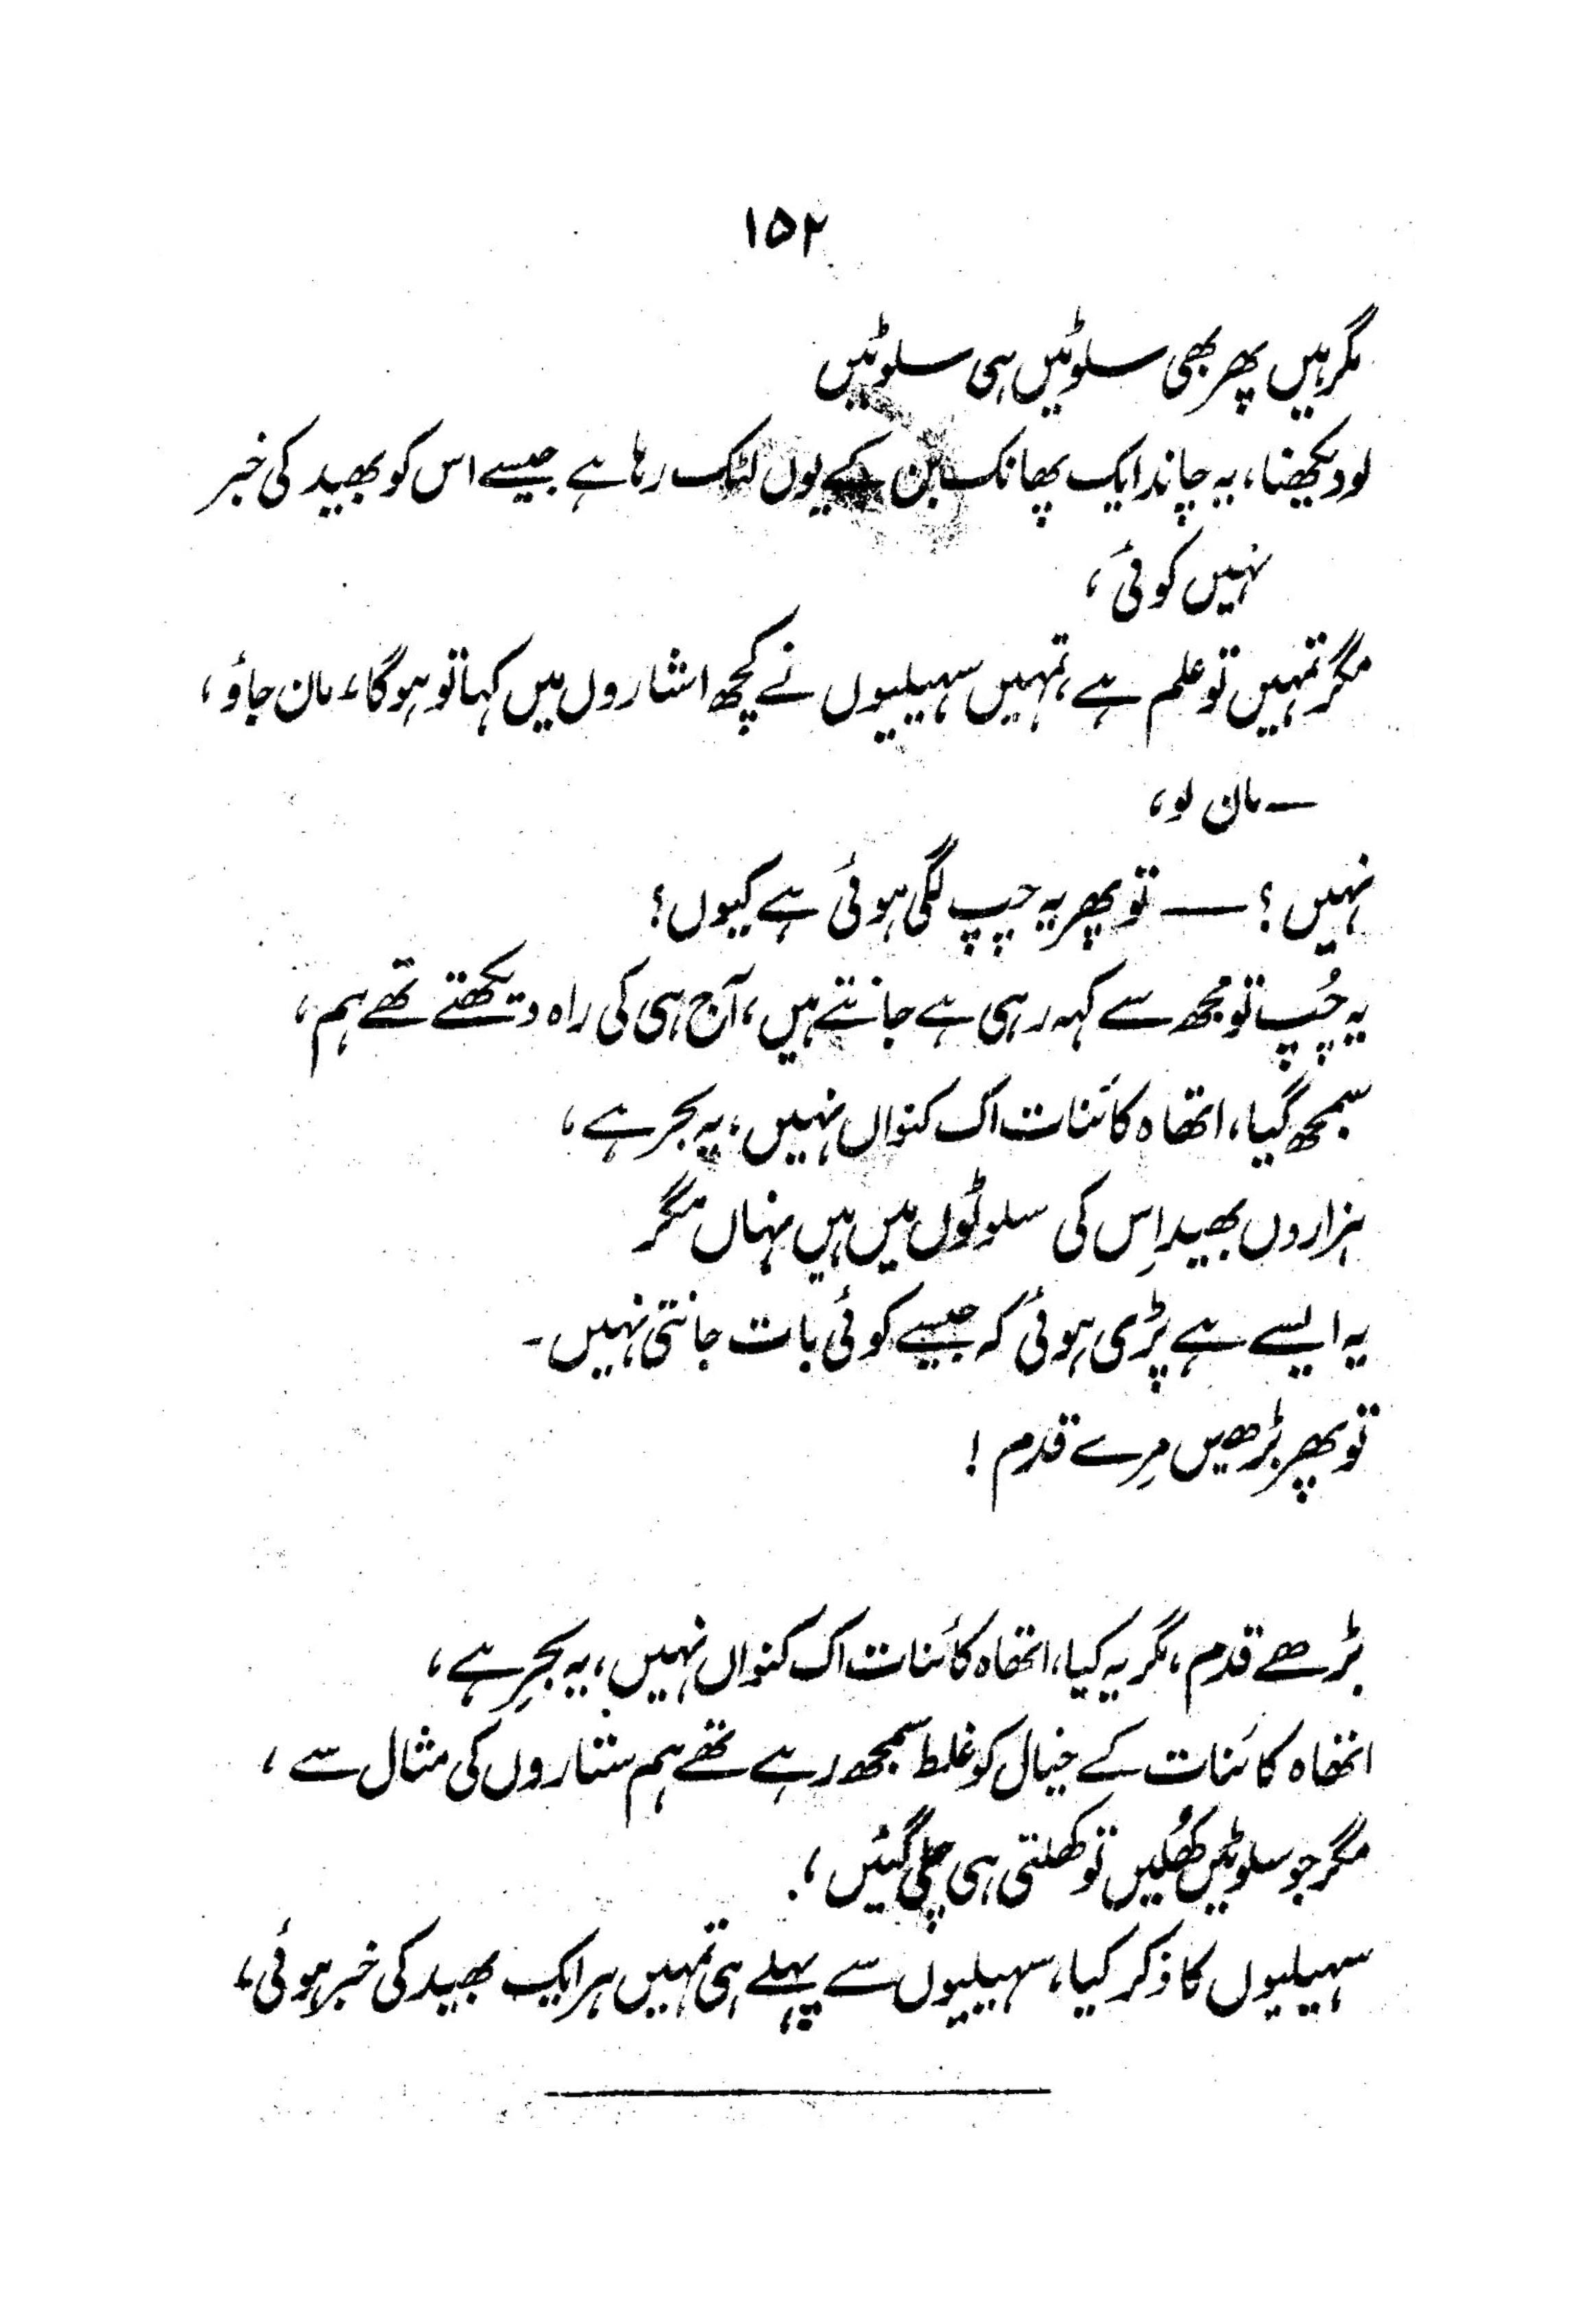 ۱۵۲
مگر ہیں پھر بھی سلوٹیں ہی سلوٹیں
لو دیکھنا، یہ چاند ایک پھانک بن کے یوں لٹک رہا ہے جیسے اس کو بھید کی خبر
نہیں کوئی،
مگر تمہیں تو علم ہے، تمہیں سہیلیوں نے کچھ اشاروں میں کہا تو ہوگا، مان جاؤ،
— مان لو،
نہیں؟ — تو پھر یہ چپ لگی ہوئی ہے کیوں؟
یہ چُپ تو مجھ سے کہہ رہی ہے جانتے ہیں، آج ہی کی راہ دیکھتے تھے ہم،
سمجھ گیا، اتھاہ کائنات اک کنواں نہیں، یہ بحر ہے،
ہزاروں بھید اِس کی سلوٹوں میں ہیں نہاں مگر
یہ ایسے ہے پڑی ہوئی کہ جیسے کوئی بات جانتی نہیں۔
تو پھر بڑھیں مِرے قدم!
بڑھے قدم، مگر یہ کیا، اتھاہ کائنات اک کنواں نہیں، یہ بحرِ ہے،
اتھاہ کائنات کے خیال کو غلط سمجھ رہے تھے ہم ستاروں کی مثال سے،
مگر جو سلوٹیں کھُلیں تو کھلتی ہی چلی گئیں،
سہیلیوں کا ذکر کیا، سہیلیوں سے پہلے ہی تمہیں ہر ایک بھید کی خبر ہوئی،